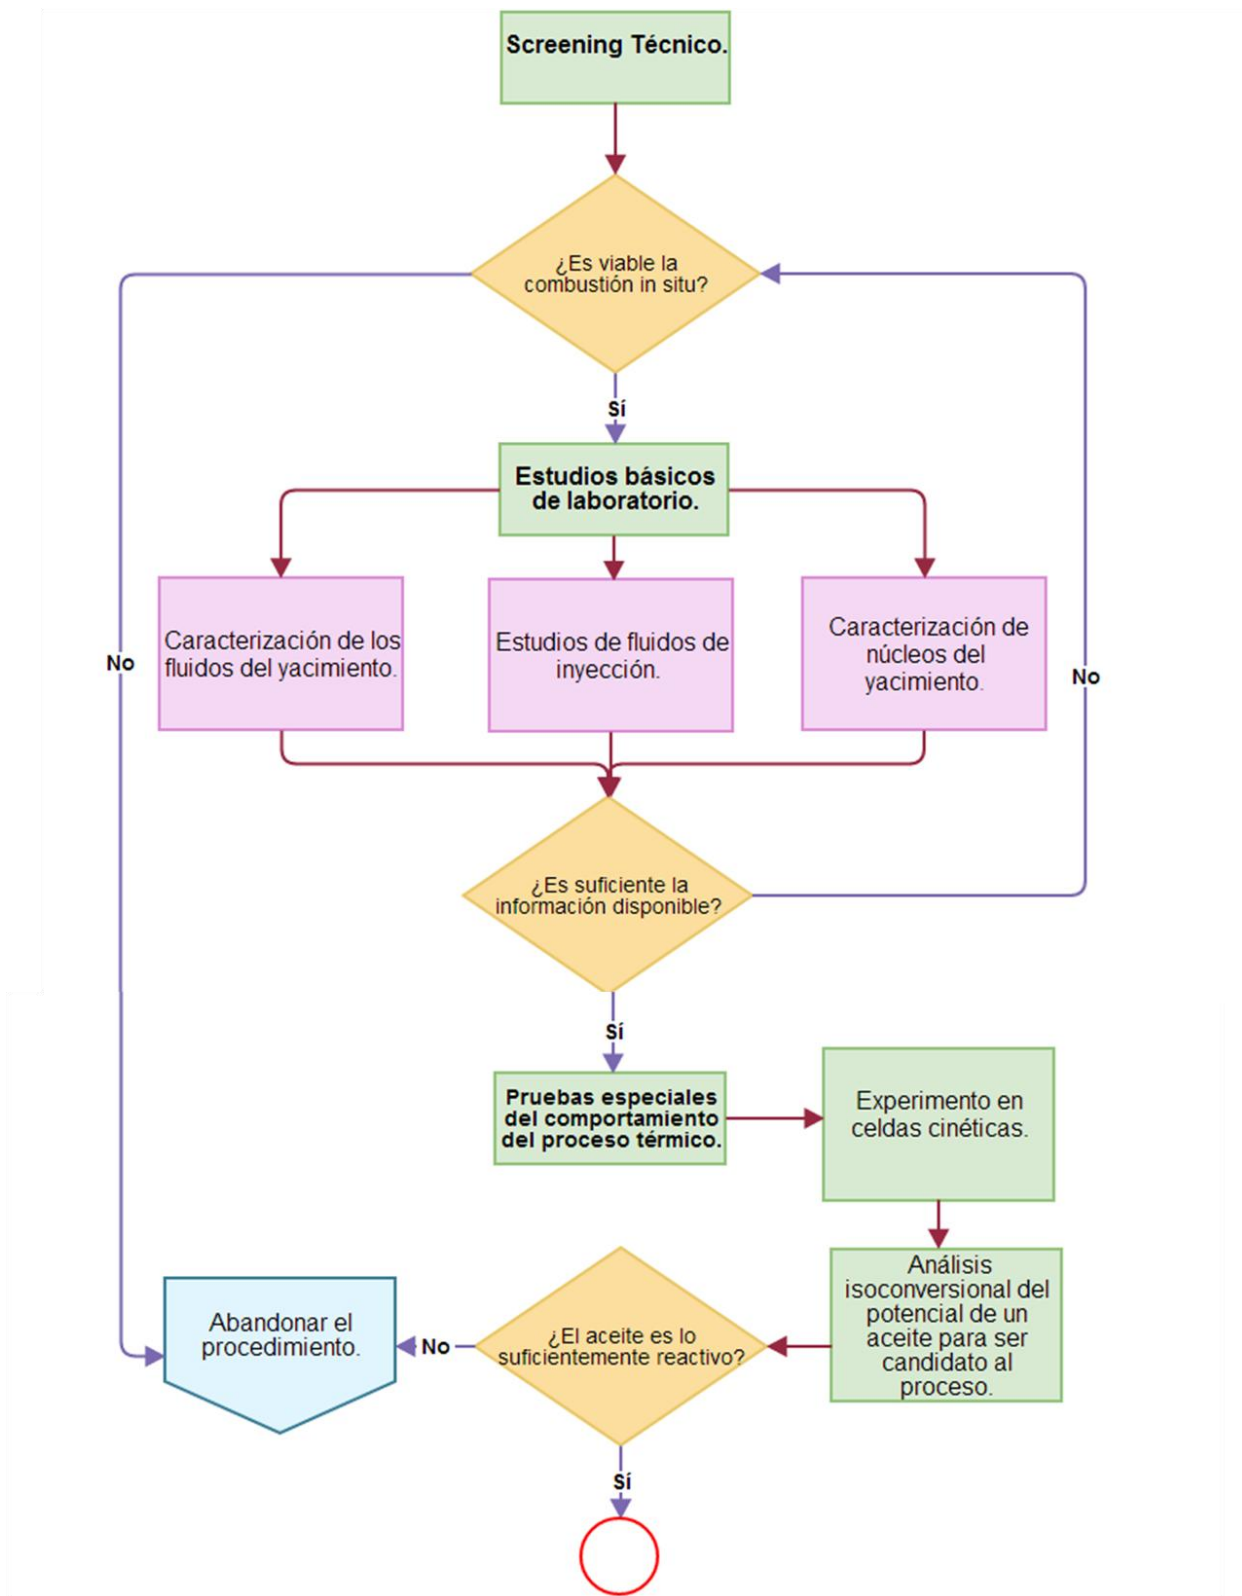 Screening Técnico.
¿Es viable la
combustión in situ?
Sí
Estudios básicos
de laboratorio.
Caracterización de los
fluidos del yacimiento.
Estudios de fluidos de
inyección.
Caracterización de
núcleos del
yacimiento.
No
No
¿Es suficiente la
información disponible?
Sí
Pruebas especiales
del comportamiento
del proceso térmico.
Experimento en
celdas cinéticas.
Análisis
isoconversional del
potencial de un
aceite para ser
candidato al
proceso.
¿El aceite es lo
suficientemente reactivo?
No
Abandonar el
procedimiento.
Sí